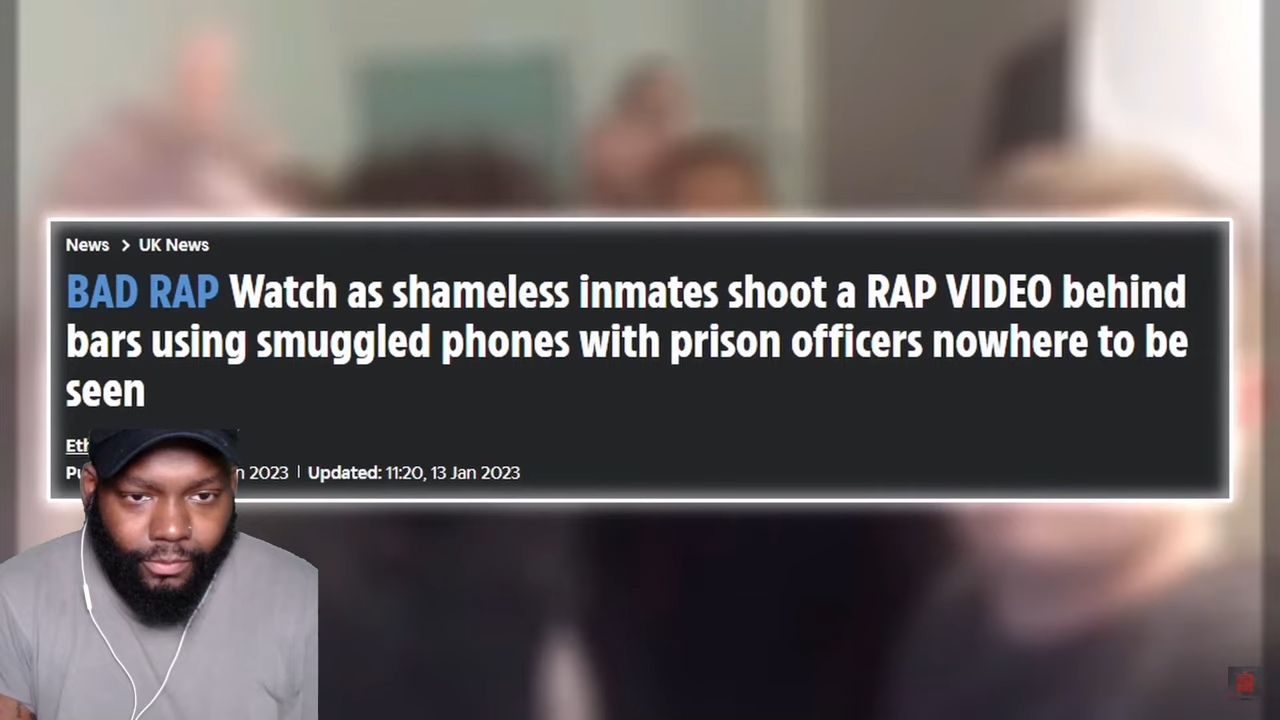 News > UK News
BAD RAP Watch as shameless inmates shoot a RAP VIDEO behind
bars using smuggled phones with prison officers nowhere to be
seen
2023 | Updated: 11:20, 13 Jan 2023